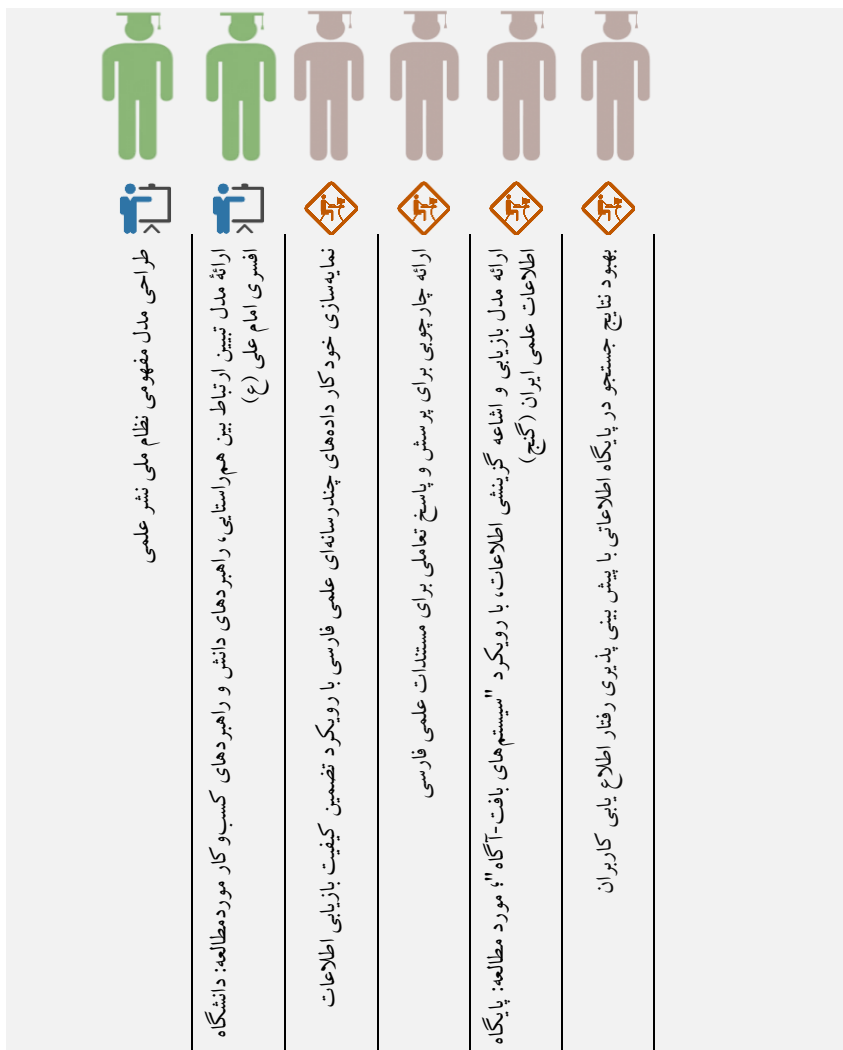 طراحی مدل مفهومی نظام ملی نشر علمی
ارائهٔ مدل تبیین ارتباط بین هم‌راستایی، راهبردهای دانش و راهبردهای کسب‌و کار موردمطالعه: دانشگاه
افسری امام علی (ع)
نمایه‌سازی خودکار داده‌های چندرسانه‌ای علمی فارسی با رویکرد تضمین کیفیت بازیابی اطلاعات
ارائه چارچوبی برای پرسش و پاسخ تعاملی برای مستندات علمی فارسی
ارائه مدل بازیابی و اشاعه گزینشی اطلاعات، با رویکرد "سیستم‌های بافت-آگاه"؛ مورد مطالعه: پایگاه
اطلاعات علمی ایران (گنج)
بهبود نتایج جستجو در پایگاه اطلاعاتی با پیش بینی پذیری رفتار اطلاع یابی کاربران